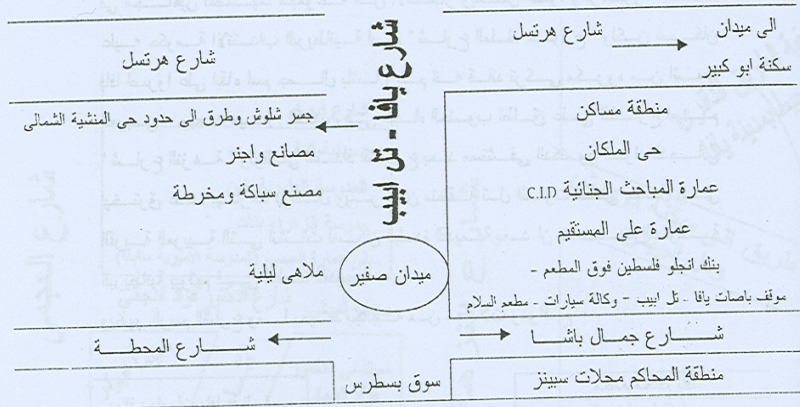 الى ميدان
سكنة ابو كبير
شارع هرتسل
شارع هرتسل
شارع يافا - تل ابيب
منطقة مساكن
حى الملكان
عمارة المباحث الجنائية C.I.D
عمارة على المستقيم
بنك انجلو فلسطين فوق المطعم -
موقف باصات يافا - تل ابيب - وكالة سيارات - مطعم السلام
جسر شلوش وطرق الى حدود حى المنشية الشمالى
مصانع واجنر
مصنع سباكة ومخرطة
ملاهى ليلية
ميدان صفير
شارع جمال باشا
شارع المحطة
منطقة المحاكم محلات سبينز
سوق بسطرس